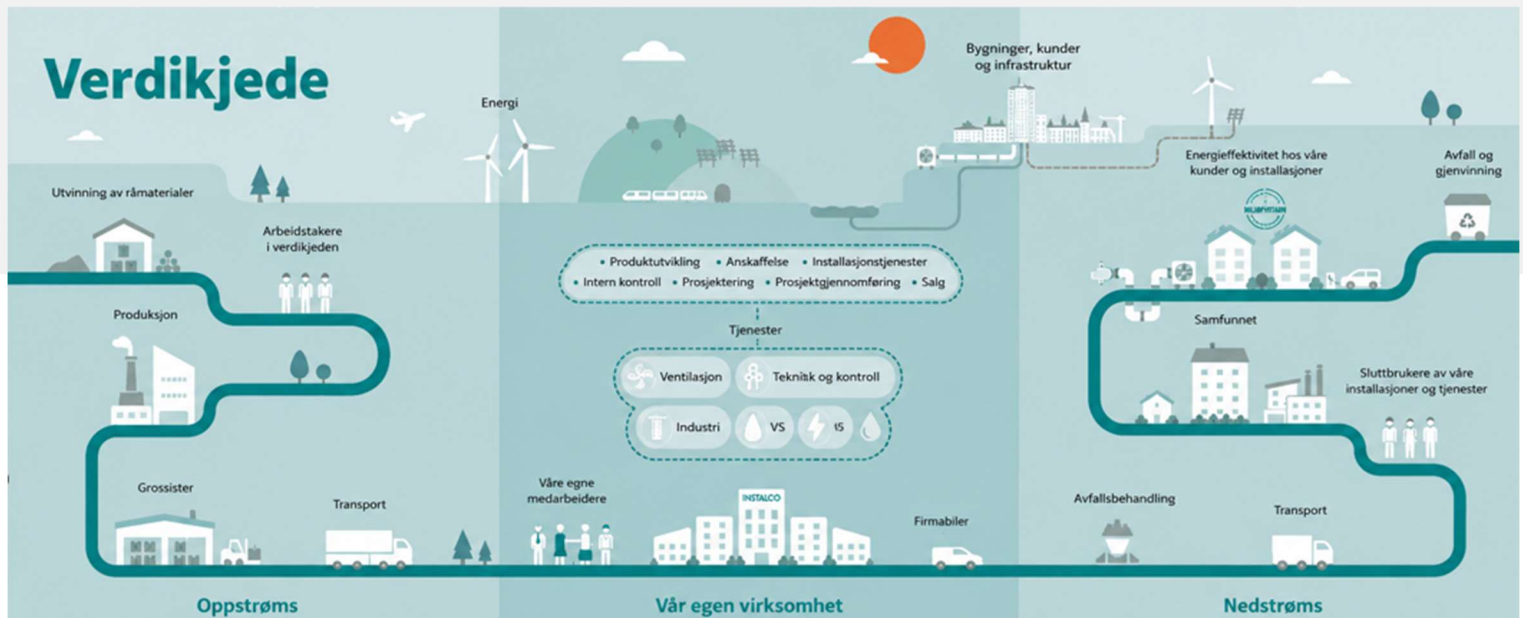 Verdikjede
Energi
Bygninger, kunder
og infrastruktur
Utvinning av råmaterialer
Arbeidstakere
i verdikjeden
Produksjon
Grossister
Transport
• Produktutvikling • Anskaffelse • Installasjonstjenester
• Intern kontroll • Prosjektering • Prosjektgjennomføring • Salg
Tjenester
Ventilasjon
Teknikk og kontroll
Industri
VS
Våre egne
medarbeidere
INSTALCO
Firmabiler
Energieffektivitet hos våre
kunder og installasjoner
Avfall og
gjenvinning
Samfunnet
Sluttbrukere av våre
installasjoner og tjenester
Avfallsbehandling
Transport
Oppstrøms
Vår egen virksomhet
Nedstrøms